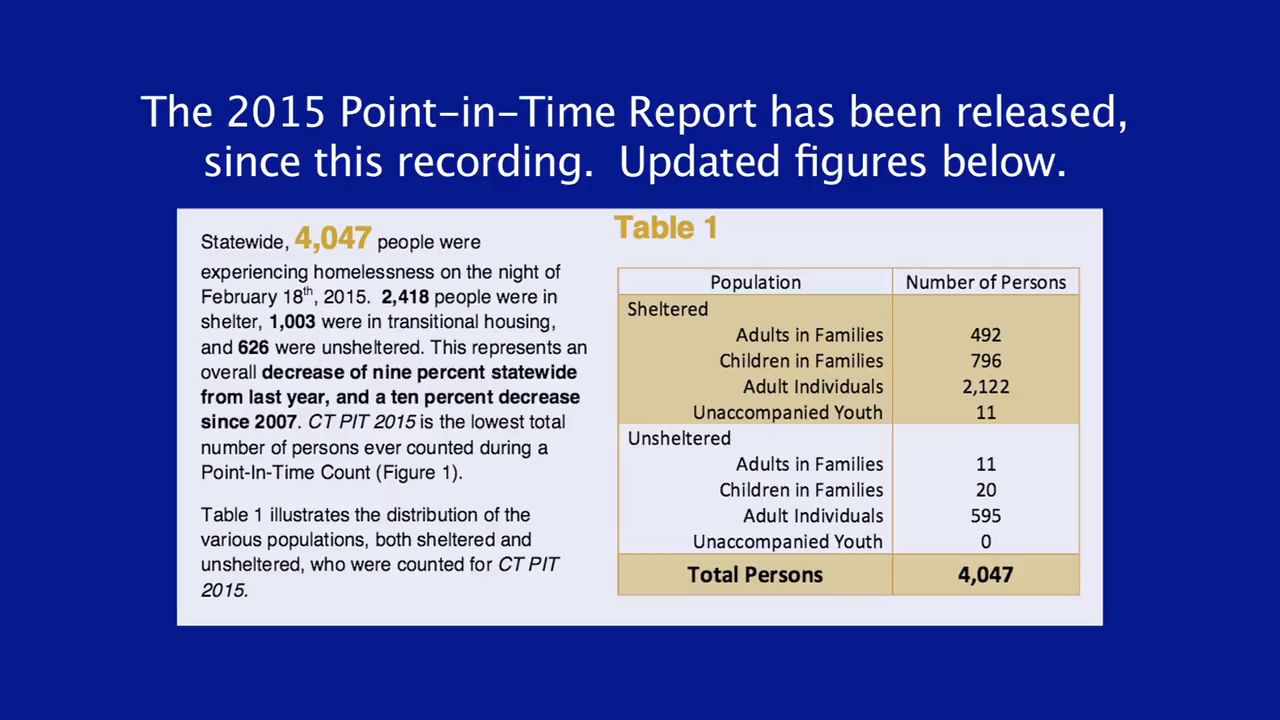 The 2015 Point-in-Time Report has been released,
since this recording.  Updated figures below.
Statewide, 4,047 people were
experiencing homelessness on the night of
February 18th, 2015.  2,418 people were in
shelter, 1,003 were in transitional housing,
and 626 were unsheltered. This represents an
overall decrease of nine percent statewide
from last year, and a ten percent decrease
since 2007. CT PIT 2015 is the lowest total
number of persons ever counted during a
Point-In-Time Count (Figure 1).
Table 1 illustrates the distribution of the
various populations, both sheltered and
unsheltered, who were counted for CT PIT
2015.
Table 1
Population Number of Persons
Sheltered
Adults in Families 492
Children in Families 796
Adult Individuals 2,122
Unaccompanied Youth 11
Unsheltered
Adults in Families 11
Children in Families 20
Adult Individuals 595
Unaccompanied Youth 0
Total Persons 4,047